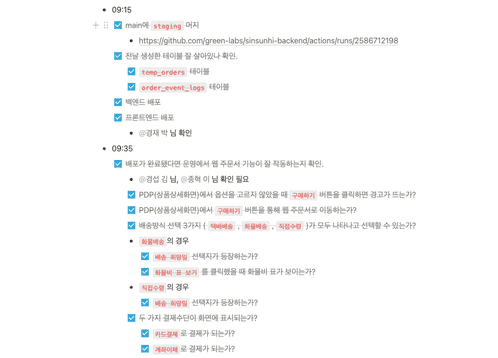 09:15
main에 staging 머지
https://github.com/green-labs/sinsunhi-backend/actions/runs/2586712198
전날 생성한 테이블 잘 살아있나 확인.
temp_orders 테이블
order_event_logs 테이블
백엔드 배포
프론트엔드 배포
@경재 박 님 확인
09:35
배포가 완료됐다면 운영에서 웹 주문서 기능이 잘 작동하는지 확인.
@경섭 김 님, @종혁 이 님 확인 필요
PDP(상품상세화면)에서 옵션을 고르지 않았을 때 구매하기 버튼을 클릭하면 경고가 뜨는가?
PDP(상품상세화면)에서 구매하기 버튼을 통해 웹 주문서로 이동하는가?
배송방식 선택 3가지 ( 택배배송 , 화물배송 , 직접수령 )가 모두 나타나고 선택할 수 있는가?
화물배송 의 경우
배송 희망일 선택지가 등장하는가?
화물비 표 보기 를 클릭했을 때 화물비 표가 보이는가?
직접수령 의 경우
배송 희망일 선택지가 등장하는가?
두 가지 결제수단이 화면에 표시되는가?
카드결제 로 결제가 되는가?
계좌이체 로 결제가 되는가?